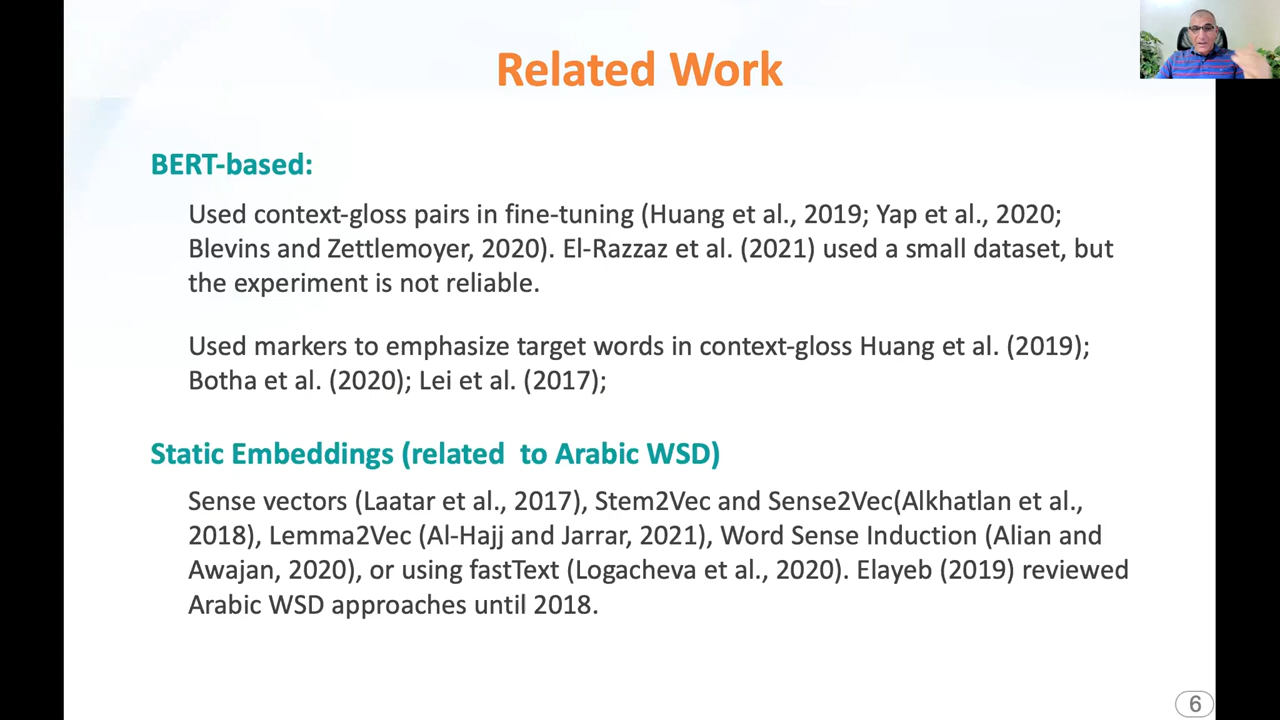 Related Work
BERT-based:
Used context-gloss pairs in fine-tuning (Huang et al., 2019; Yap et al., 2020;
Blevins and Zettlemoyer, 2020). El-Razzaz et al. (2021) used a small dataset, but
the experiment is not reliable.
Used markers to emphasize target words in context-gloss Huang et al. (2019);
Botha et al. (2020); Lei et al. (2017);
Static Embeddings (related  to Arabic WSD)
Sense vectors (Laatar et al., 2017), Stem2Vec and Sense2Vec(Alkhatlan et al.,
2018), Lemma2Vec (Al-Hajj and Jarrar, 2021), Word Sense Induction (Alian and
Awajan, 2020), or using fastText (Logacheva et al., 2020). Elayeb (2019) reviewed
Arabic WSD approaches until 2018.
6